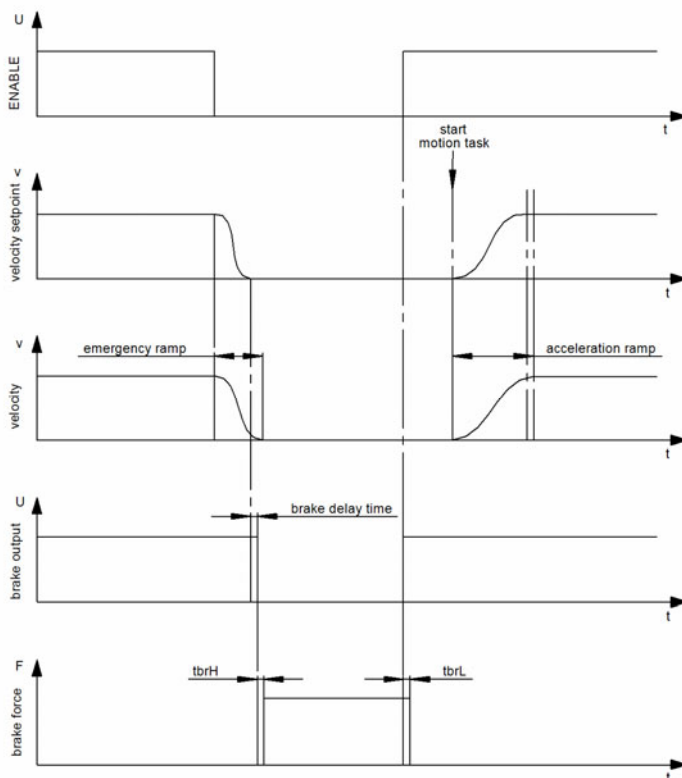 U
ENABLE
t
start
motion task
v
velocity setpoint
t
v
emergency ramp
acceleration ramp
velocity
t
U
brake delay time
brake output
t
F
tbrH
tbrL
brake force
t